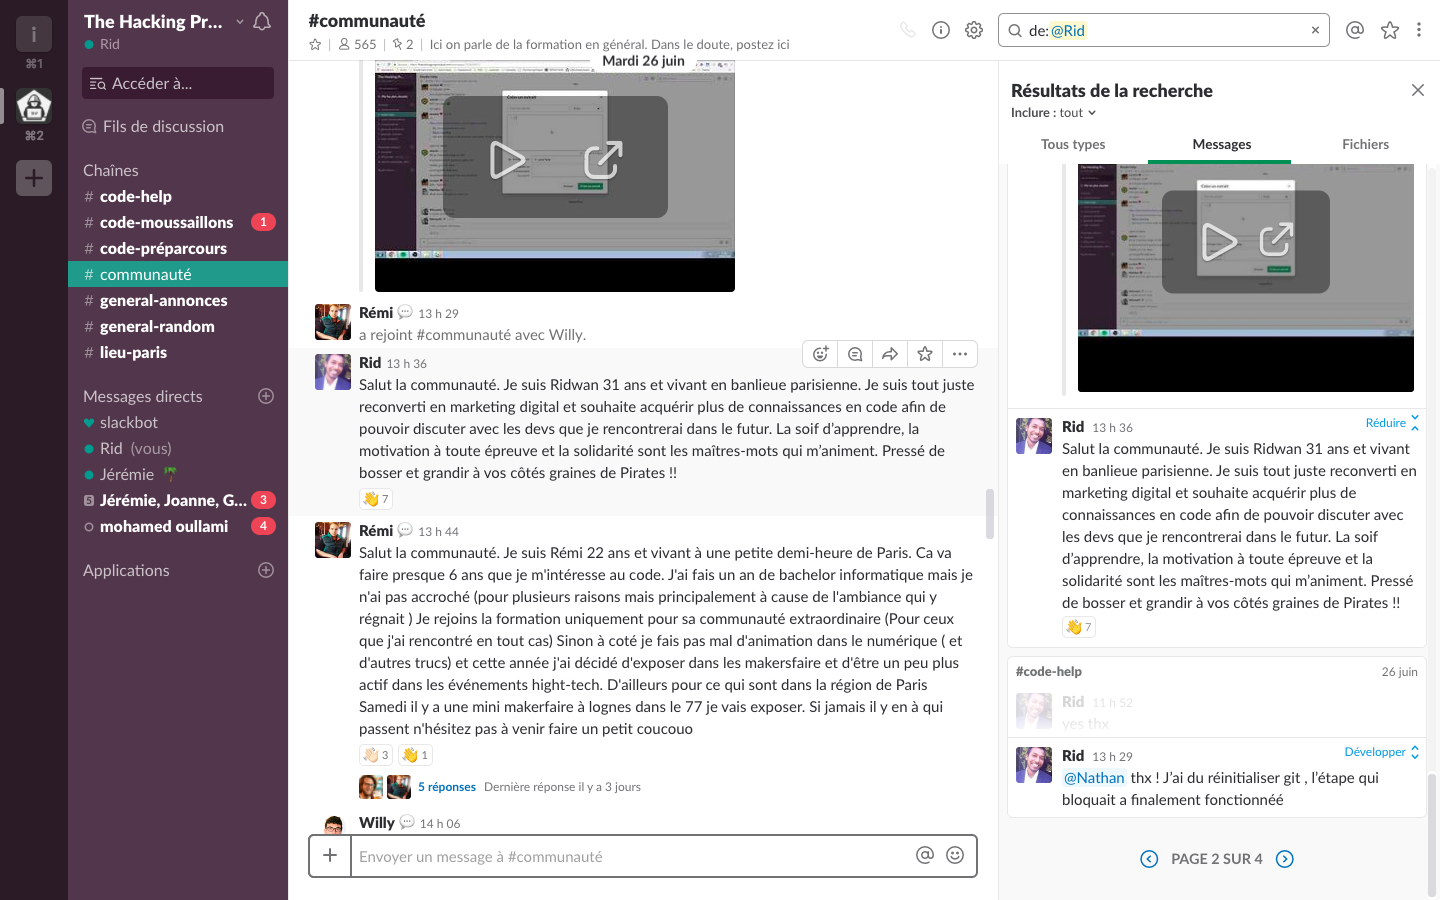 i
⌘1
⌘2
The Hacking Pr...
Rid
Accéder à...
Fils de discussion
Chaînes
# code-help
# code-moussaillons 1
# code-préparcours
# communauté
# general-annonces
# general-random
# lieu-paris
Messages directs
slackbot
Rid (vous)
Jérémie
5 Jérémie, Joanne, G... 3
mohamed oullami 4
Applications
#communauté
565 | 2 | Ici on parle de la formation en général. Dans le doute, postez ici
Mardi 26 juin
Rémi 13 h 29
a rejoint #communauté avec Willy.
Rid 13 h 36
Salut la communauté. Je suis Ridwan 31 ans et vivant en banlieue parisienne. Je suis tout juste
reconverti en marketing digital et souhaite acquérir plus de connaissances en code afin de
pouvoir discuter avec les devs que je rencontrerai dans le futur. La soif d’apprendre, la
motivation à toute épreuve et la solidarité sont les maîtres-mots qui m’animent. Pressé de
bosser et grandir à vos côtés graines de Pirates !!
7
Rémi 13 h 44
Salut la communauté. Je suis Rémi 22 ans et vivant à une petite demi-heure de Paris. Ca va
faire presque 6 ans que je m'intéresse au code. J'ai fais un an de bachelor informatique mais je
n'ai pas accroché (pour plusieurs raisons mais principalement à cause de l'ambiance qui y
régnait ) Je rejoins la formation uniquement pour sa communauté extraordinaire (Pour ceux
que j'ai rencontré en tout cas) Sinon à coté je fais pas mal d'animation dans le numérique ( et
d'autres trucs) et cette année j'ai décidé d'exposer dans les makersfaire et d'être un peu plus
actif dans les événements hight-tech. D'ailleurs pour ce qui sont dans la région de Paris
Samedi il y a une mini makerfaire à lognes dans le 77 je vais exposer. Si jamais il y en à qui
passent n'hésitez pas à venir faire un petit coucouo
3 1
5 réponses Dernière réponse il y a 3 jours
Willy 14 h 06
Envoyer un message à #communauté
de:@Rid
Résultats de la recherche
Inclure : tout
Tous types Messages Fichiers
Rid 13 h 36 Réduire
Salut la communauté. Je suis Ridwan 31 ans et vivant
en banlieue parisienne. Je suis tout juste reconverti en
marketing digital et souhaite acquérir plus de
connaissances en code afin de pouvoir discuter avec
les devs que je rencontrerai dans le futur. La soif
d’apprendre, la motivation à toute épreuve et la
solidarité sont les maîtres-mots qui m’animent. Pressé
de bosser et grandir à vos côtés graines de Pirates !!
7
#code-help 26 juin
Rid 11 h 52
yes thx
Rid 13 h 29 Développer
@Nathan thx ! J’ai du réinitialiser git , l’étape qui
bloquait a finalement fonctionnéé
PAGE 2 SUR 4